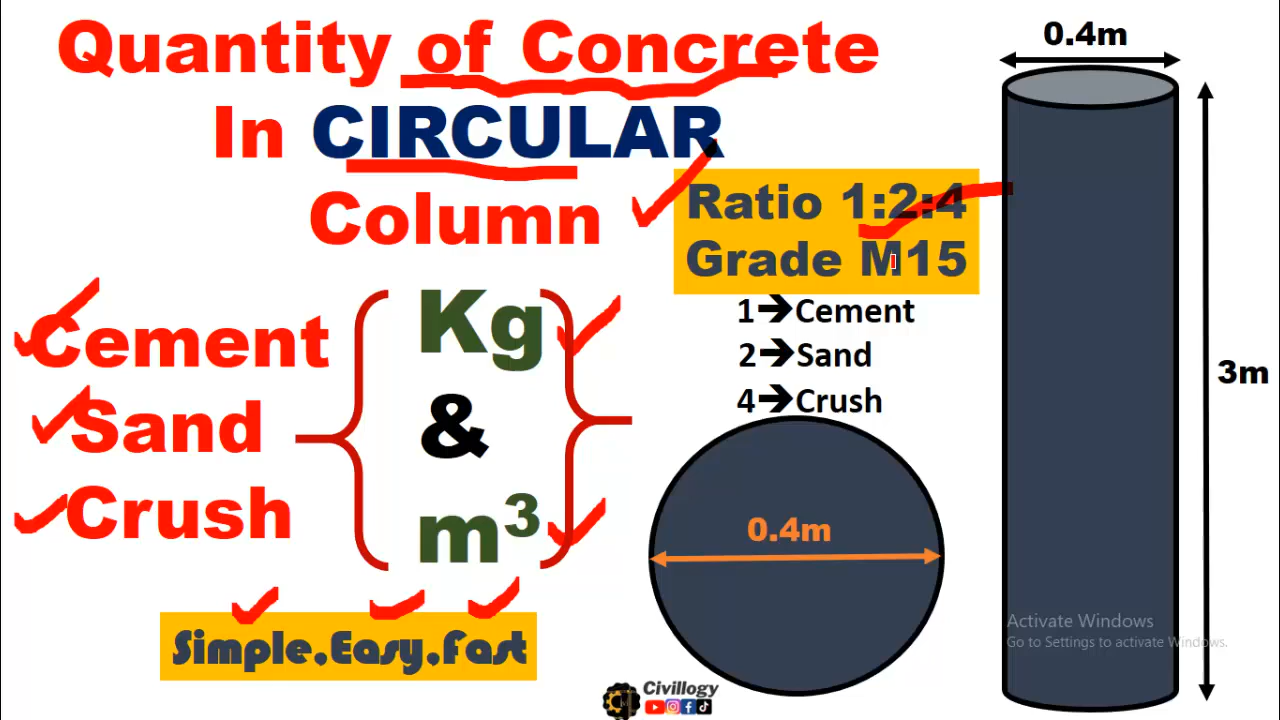 Quantity of Concrete
In CIRCULAR
Column
Ratio 1:2:4
Grade M15
1➔Cement
2➔Sand
4➔Crush
Cement
Sand
Crush
Kg
&
m³
Simple,Easy,Fast
0.4m
0.4m
3m
Activate Windows
Go to Settings to activate Windows.
Civillogy